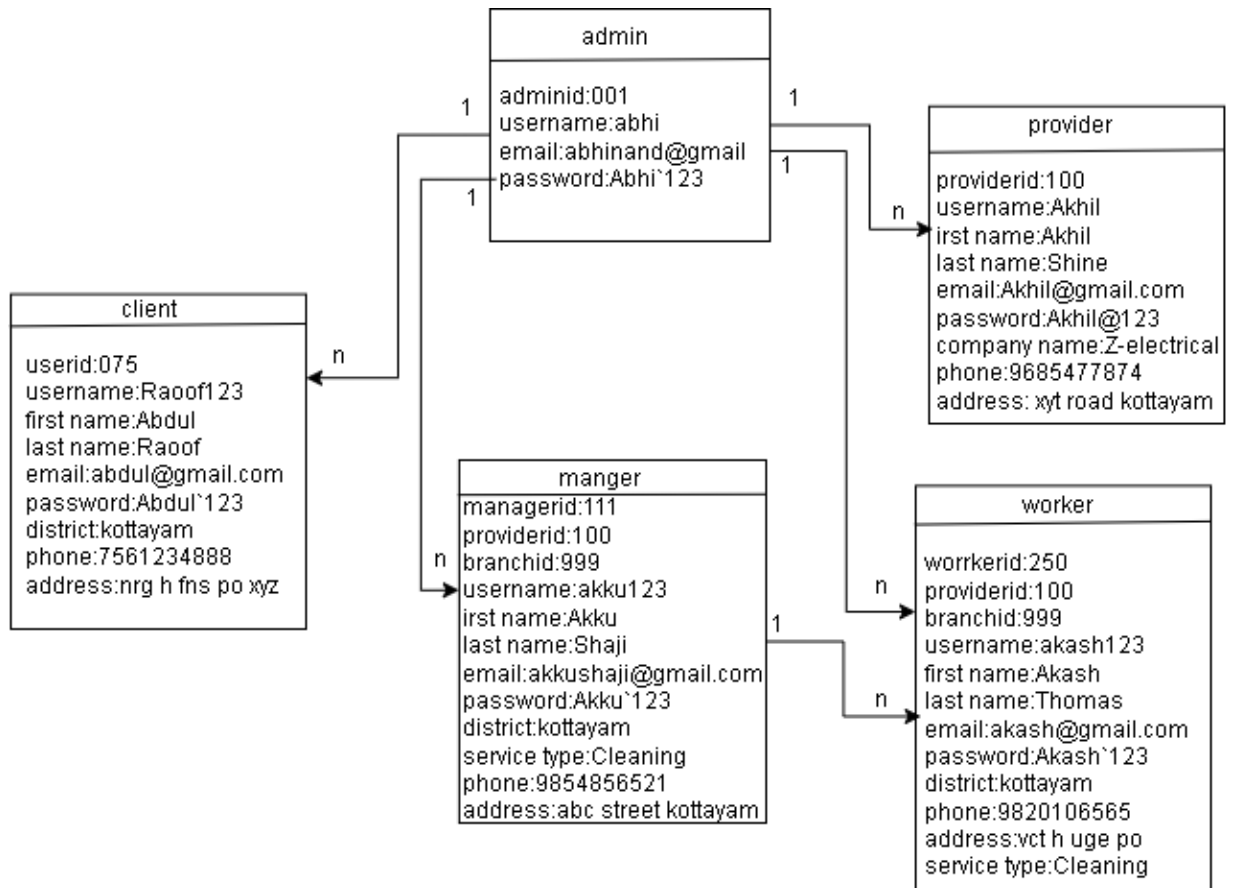 admin
adminid:001
username:abhi
email:abhinand@gmail
password:Abhi`123
1
1
1
1
provider
providerid:100
username:Akhil
irst name:Akhil
last name:Shine
email:Akhil@gmail.com
password:Akhil@123
company name:Z-electrical
phone:9685477874
address: xyt road kottayam
n
client
userid:075
username:Raoof123
first name:Abdul
last name:Raoof
email:abdul@gmail.com
password:Abdul`123
district:kottayam
phone:7561234888
address:nrg h fns po xyz
n
manger
managerid:111
providerid:100
branchid:999
username:akku123
irst name:Akku
last name:Shaji
email:akkushaji@gmail.com
password:Akku`123
district:kottayam
service type:Cleaning
phone:9854856521
address:abc street kottayam
n
1
worker
worrkerid:250
providerid:100
branchid:999
username:akash123
first name:Akash
last name:Thomas
email:akash@gmail.com
password:Akash`123
district:kottayam
phone:9820106565
address:vct h uge po
service type:Cleaning
n
n